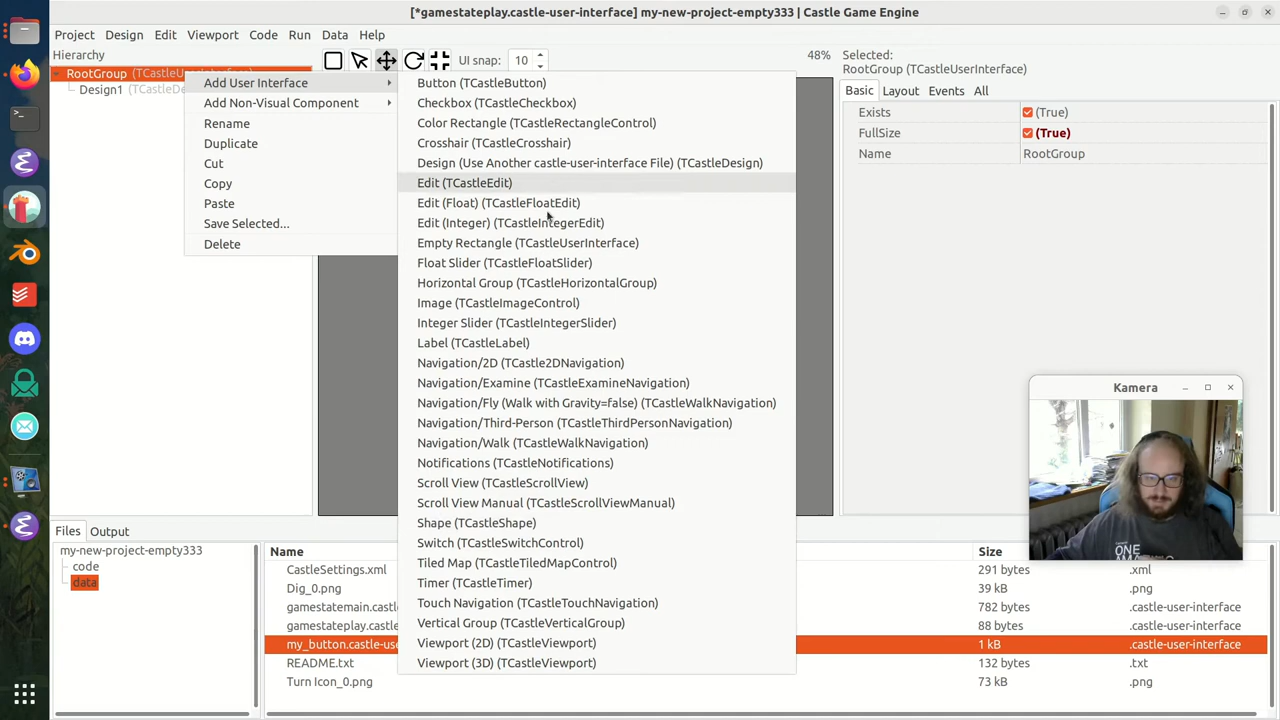 [*gamestateplay.castle-user-interface] my-new-project-empty333 | Castle Game Engine
Project Design Edit Viewport Code Run Data Help
Hierarchy
UI snap: 10
48%
Selected:
RootGroup (TCastleUserInterface)
RootGroup
Design1
Add User Interface
Add Non-Visual Component
Rename
Duplicate
Cut
Copy
Paste
Save Selected...
Delete
Button (TCastleButton)
Checkbox (TCastleCheckbox)
Color Rectangle (TCastleRectangleControl)
Crosshair (TCastleCrosshair)
Design (Use Another castle-user-interface File) (TCastleDesign)
Edit (TCastleEdit)
Edit (Float) (TCastleFloatEdit)
Edit (Integer) (TCastleIntegerEdit)
Empty Rectangle (TCastleUserInterface)
Float Slider (TCastleFloatSlider)
Horizontal Group (TCastleHorizontalGroup)
Image (TCastleImageControl)
Integer Slider (TCastleIntegerSlider)
Label (TCastleLabel)
Navigation/2D (TCastle2DNavigation)
Navigation/Examine (TCastleExamineNavigation)
Navigation/Fly (Walk with Gravity=false) (TCastleWalkNavigation)
Navigation/Third-Person (TCastleThirdPersonNavigation)
Navigation/Walk (TCastleWalkNavigation)
Notifications (TCastleNotifications)
Scroll View (TCastleScrollView)
Scroll View Manual (TCastleScrollViewManual)
Shape (TCastleShape)
Switch (TCastleSwitchControl)
Tiled Map (TCastleTiledMapControl)
Timer (TCastleTimer)
Touch Navigation (TCastleTouchNavigation)
Vertical Group (TCastleVerticalGroup)
Viewport (2D) (TCastleViewport)
Viewport (3D) (TCastleViewport)
Basic Layout Events All
Exists (True)
FullSize (True)
Name RootGroup
Kamera
ONE
Files Output
my-new-project-empty333
code
data
Name Size
CastleSettings.xml 291 bytes .xml
Dig_0.png 39 kB .png
gamestatemain.castl 782 bytes .castle-user-interface
gamestateplay.castle 88 bytes .castle-user-interface
my_button.castle-use 1 kB .castle-user-interface
README.txt 132 bytes .txt
Turn Icon_0.png 73 kB .png